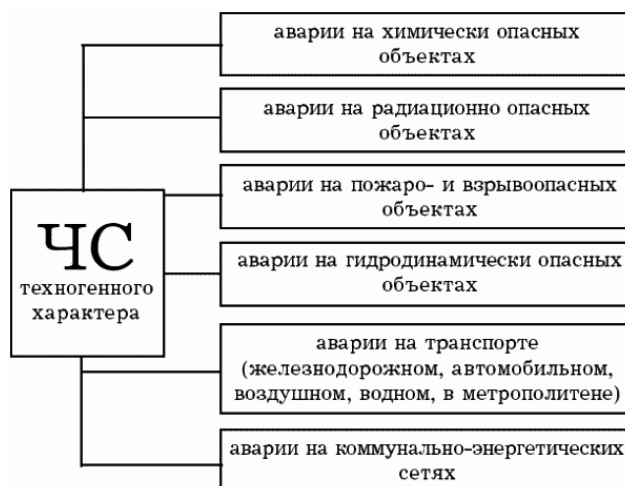 аварии на химически опасных
объектах
аварии на радиационно опасных
объектах
аварии на пожаро- и взрывоопасных
объектах
ЧС
техногенного
характера
аварии на гидродинамически опасных
объектах
аварии на транспорте
(железнодорожном, автомобильном,
воздушном, водном, в метрополитене)
аварии на коммунально-энергетических
сетях